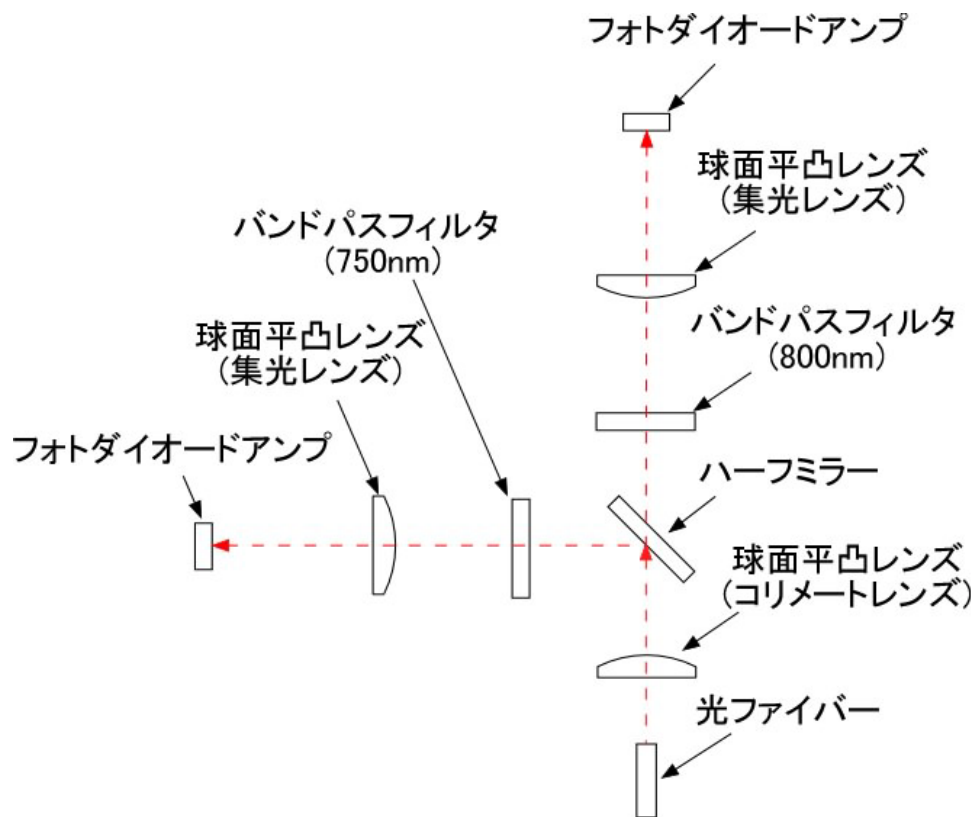 フォトダイオードアンプ
球面平凸レンズ
(集光レンズ)
バンドパスフィルタ
(750nm)
バンドパスフィルタ
(800nm)
球面平凸レンズ
(集光レンズ)
フォトダイオードアンプ
ハーフミラー
球面平凸レンズ
(コリメートレンズ)
光ファイバー